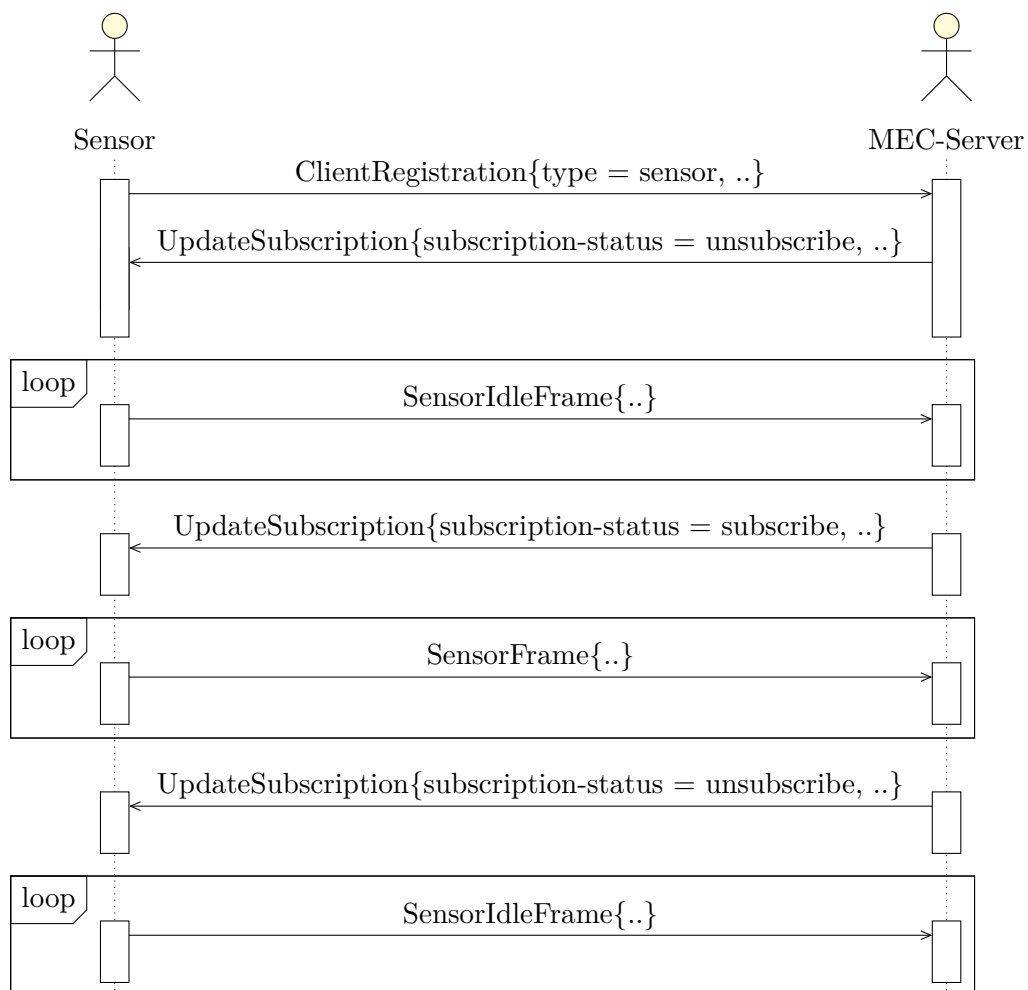 Sensor
MEC-Server
ClientRegistration{type = sensor, ..}
UpdateSubscription{subscription-status = unsubscribe, ..}
loop
SensorIdleFrame{..}
UpdateSubscription{subscription-status = subscribe, ..}
loop
SensorFrame{..}
UpdateSubscription{subscription-status = unsubscribe, ..}
loop
SensorIdleFrame{..}